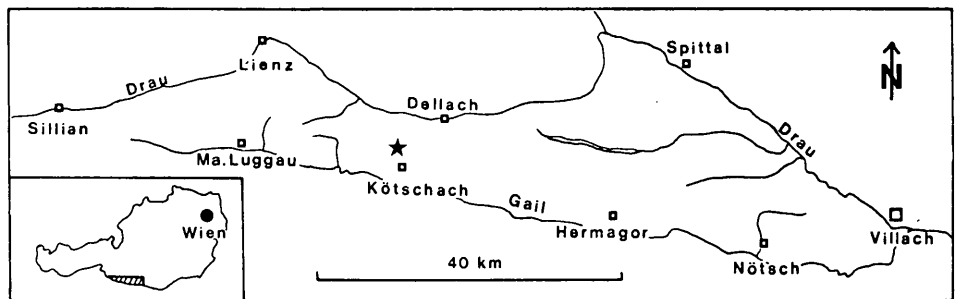 Spittal
N
Lienz
Drau
Dellach
Sillian
Drau
Ma.Luggau
Kötschach
Gail
Wien
Hermagor
Villach
Nötsch
40 km